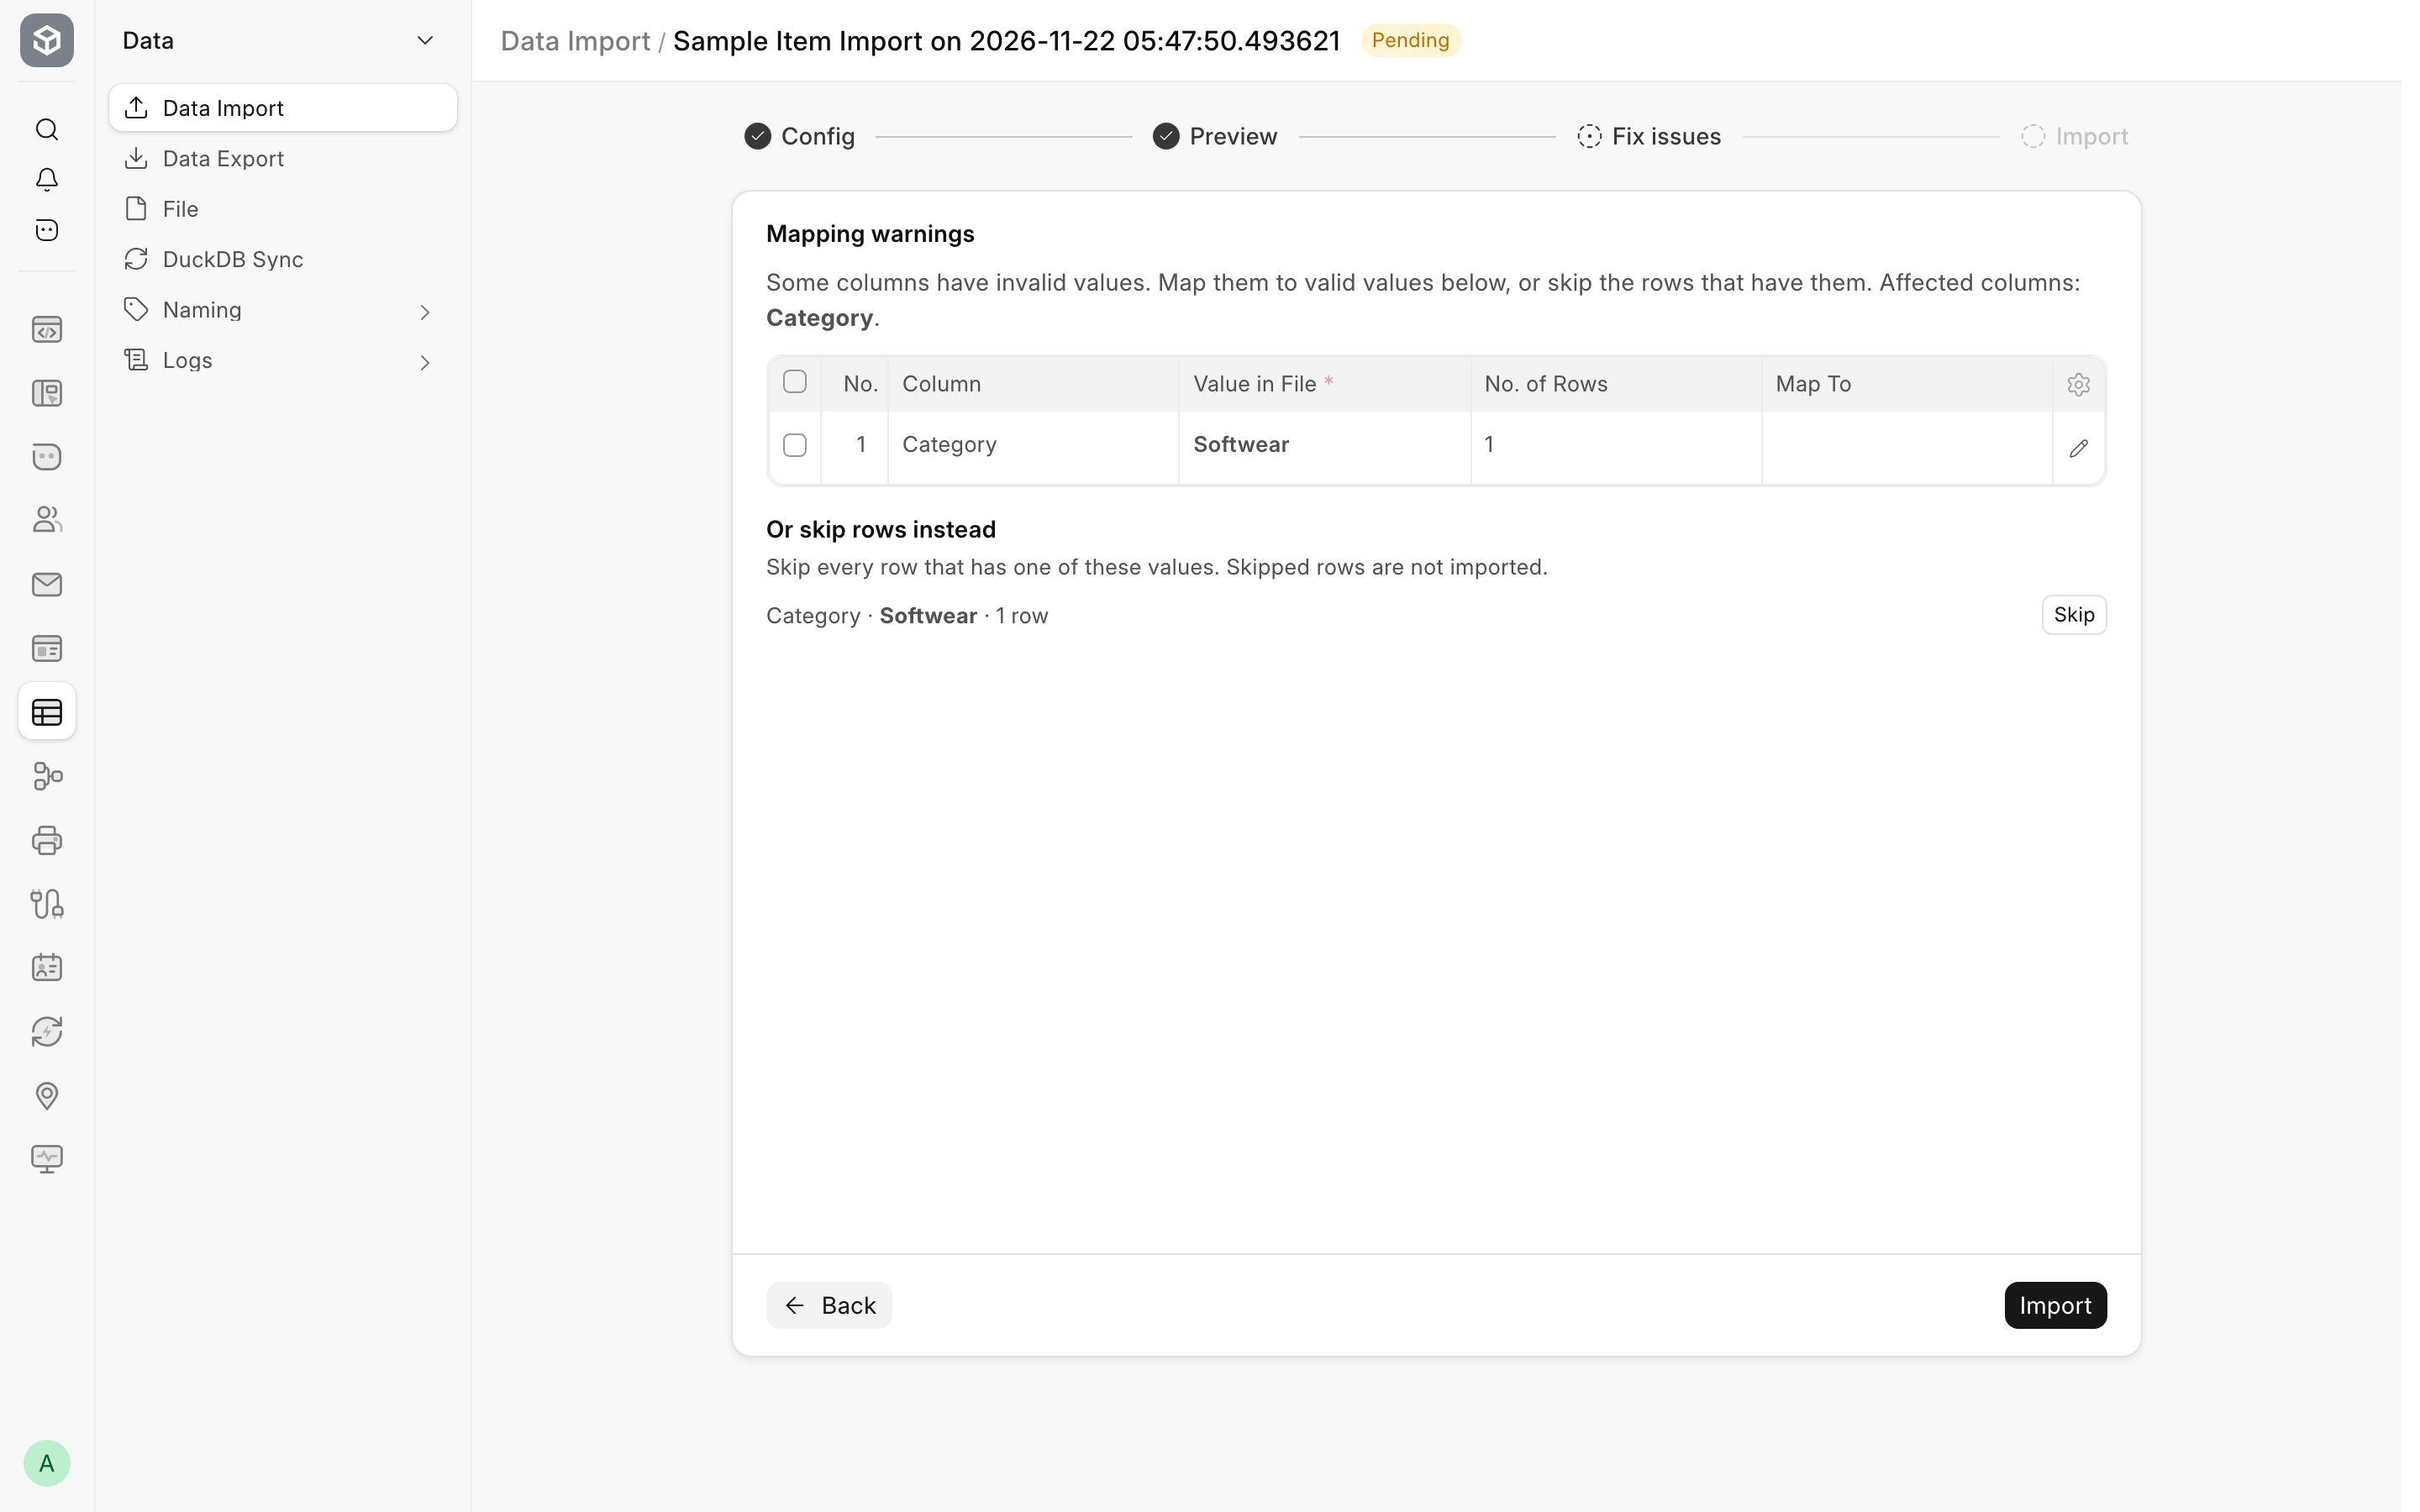 Data
Data Import
Data Export
File
DuckDB Sync
Naming
Logs
A
Data Import / Sample Item Import on 2026-11-22 05:47:50.493621 Pending
Config Preview Fix issues Import
Mapping warnings
Some columns have invalid values. Map them to valid values below, or skip the rows that have them. Affected columns:
Category.
No. Column Value in File * No. of Rows Map To
1 Category Softwear 1
Or skip rows instead
Skip every row that has one of these values. Skipped rows are not imported.
Category · Softwear · 1 row Skip
Back Import